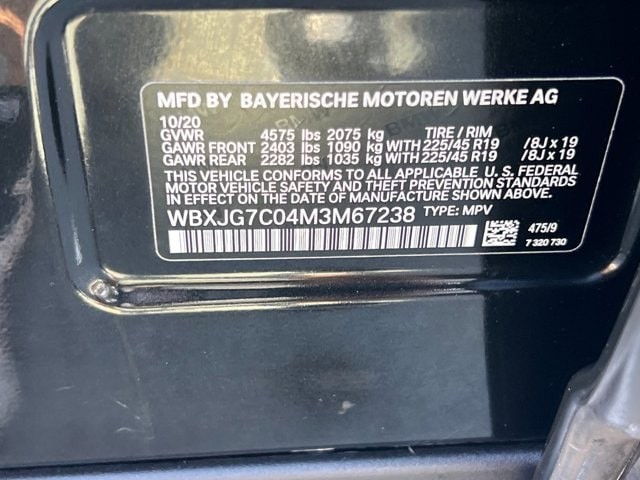 MFD BY BAYERISCHE MOTOREN WERKE AG
10/20
GVWR 4575 lbs 2075 kg TIRE / RIM
GAWR FRONT 2403 lbs 1090 kg WITH 225/45 R19 /8J x 19
GAWR REAR 2282 lbs 1035 kg WITH 225/45 R19 /8J x 19
THIS VEHICLE CONFORMS TO ALL APPLICABLE U. S. FEDERAL
MOTOR VEHICLE SAFETY AND THEFT PREVENTION STANDARDS
IN EFFECT ON THE DATE OF MANUFACTURE SHOWN ABOVE.
WBXJG7C04M3M67238 TYPE: MPV
475/9
7 320 730